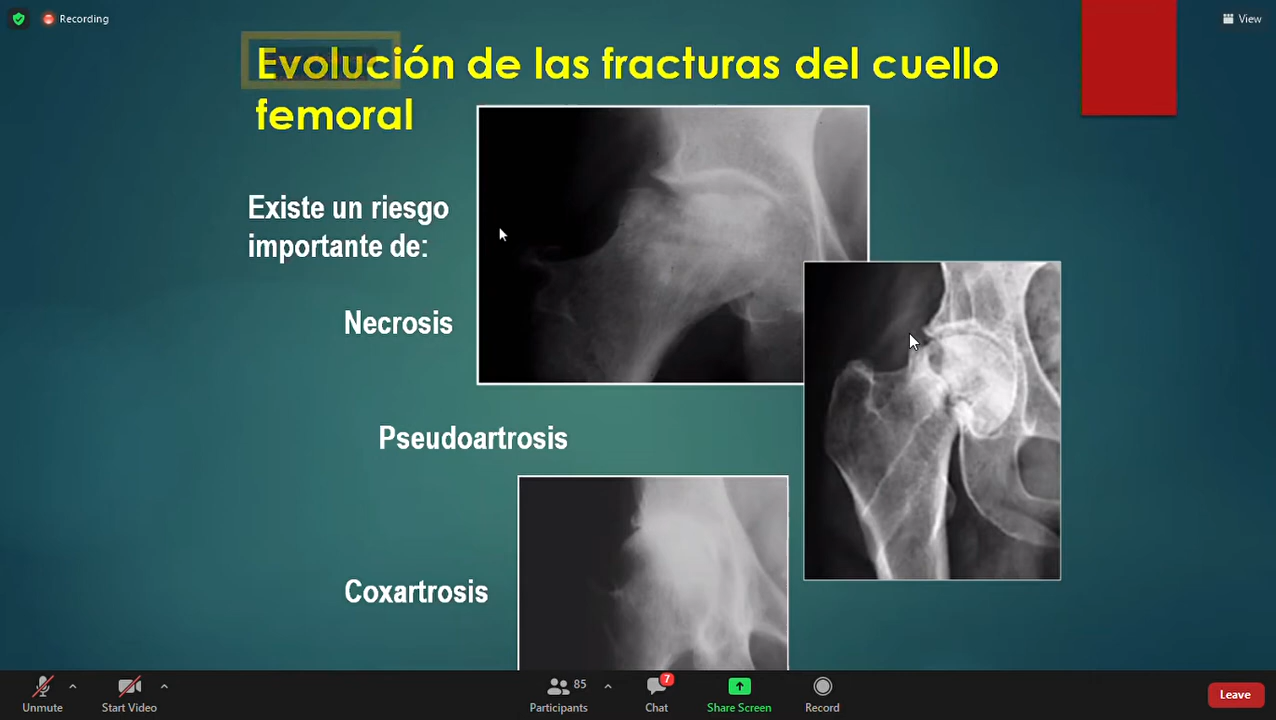 Recording
View
Evolución de las fracturas del cuello
femoral
Existe un riesgo
importante de:
Necrosis
Pseudoartrosis
Coxartrosis
Unmute
Start Video
85
Participants
7
Chat
Share Screen
Record
Leave